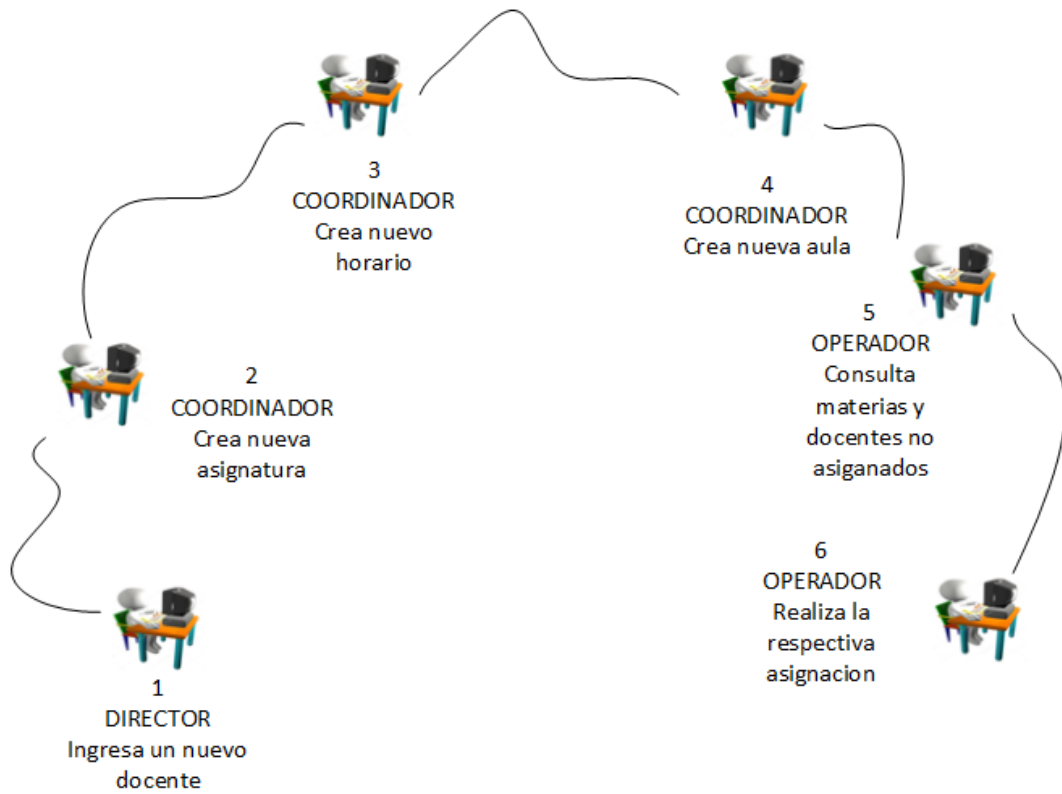 1
DIRECTOR
Ingresa un nuevo
docente
2
COORDINADOR
Crea nueva
asignatura
3
COORDINADOR
Crea nuevo
horario
4
COORDINADOR
Crea nueva aula
5
OPERADOR
Consulta
materias y
docentes no
asiganados
6
OPERADOR
Realiza la
respectiva
asignacion